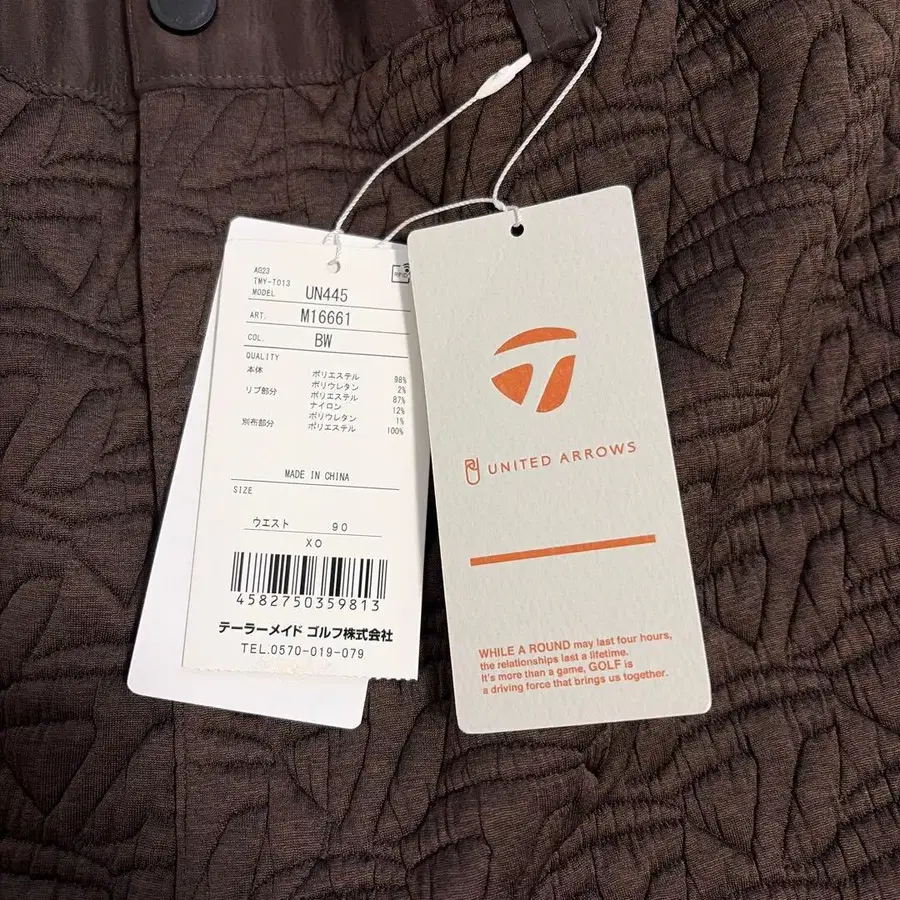 AG23
TMY-T013
MODEL UN445
ART. M16661
COL. BW
QUALITY
本体 ポリエステル 98%
ポリウレタン 2%
リブ部分 ポリエステル 87%
ナイロン 12%
ポリウレタン 1%
別布部分 ポリエステル 100%
MADE IN CHINA
SIZE
ウエスト 90
XO
4582750359813
テーラーメイド ゴルフ株式会社
TEL.0570-019-079
UNITED ARROWS
WHILE A ROUND may last four hours,
the relationships last a lifetime.
It's more than a game, GOLF is
a driving force that brings us together.